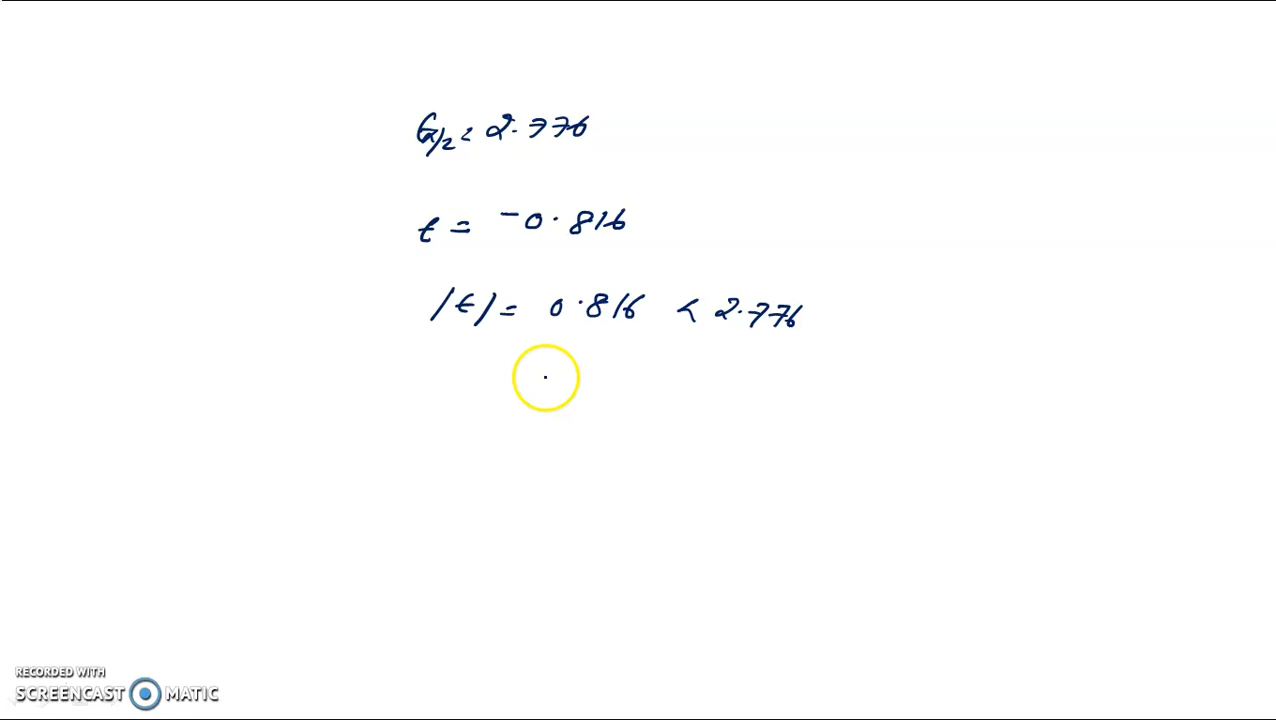 tα/2 = 2.776
t = -0.816
|t| = 0.816 < 2.776
RECORDED WITH
SCREENCAST MATIC